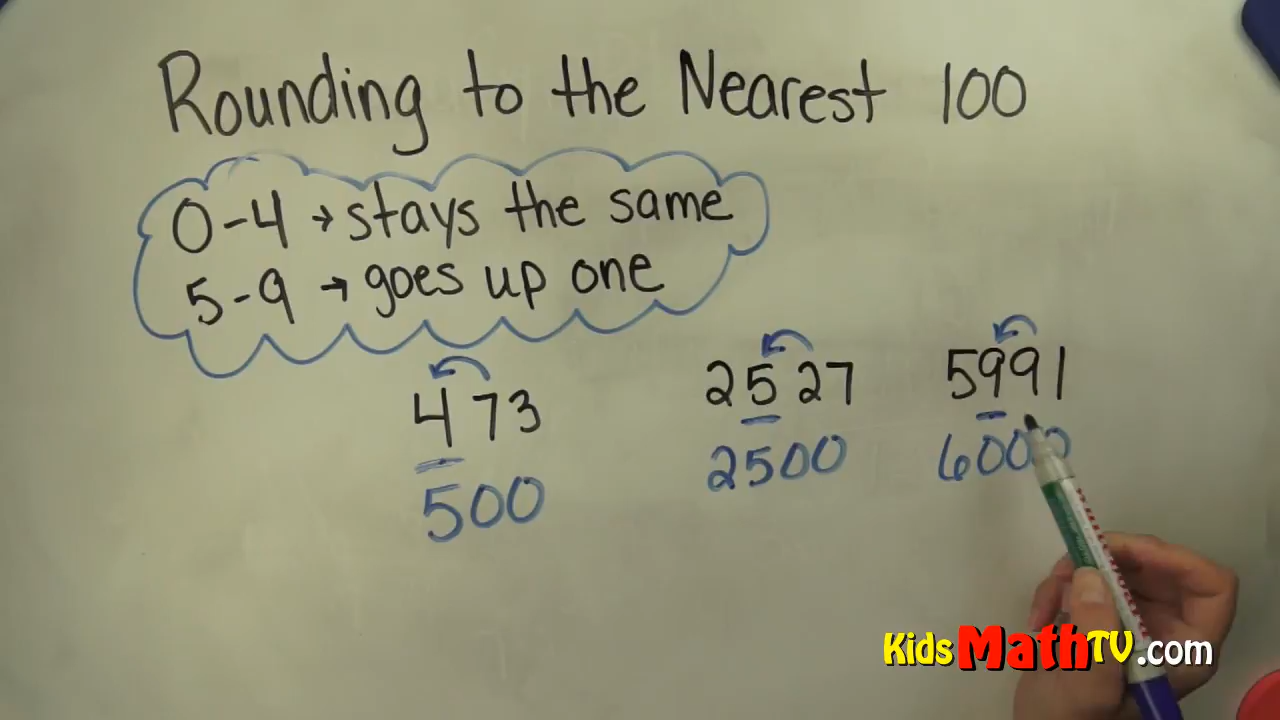 Rounding to the Nearest 100
0-4 → stays the same
5-9 → goes up one
473
500
2527
2500
5991
6000
KidsMathTV.com